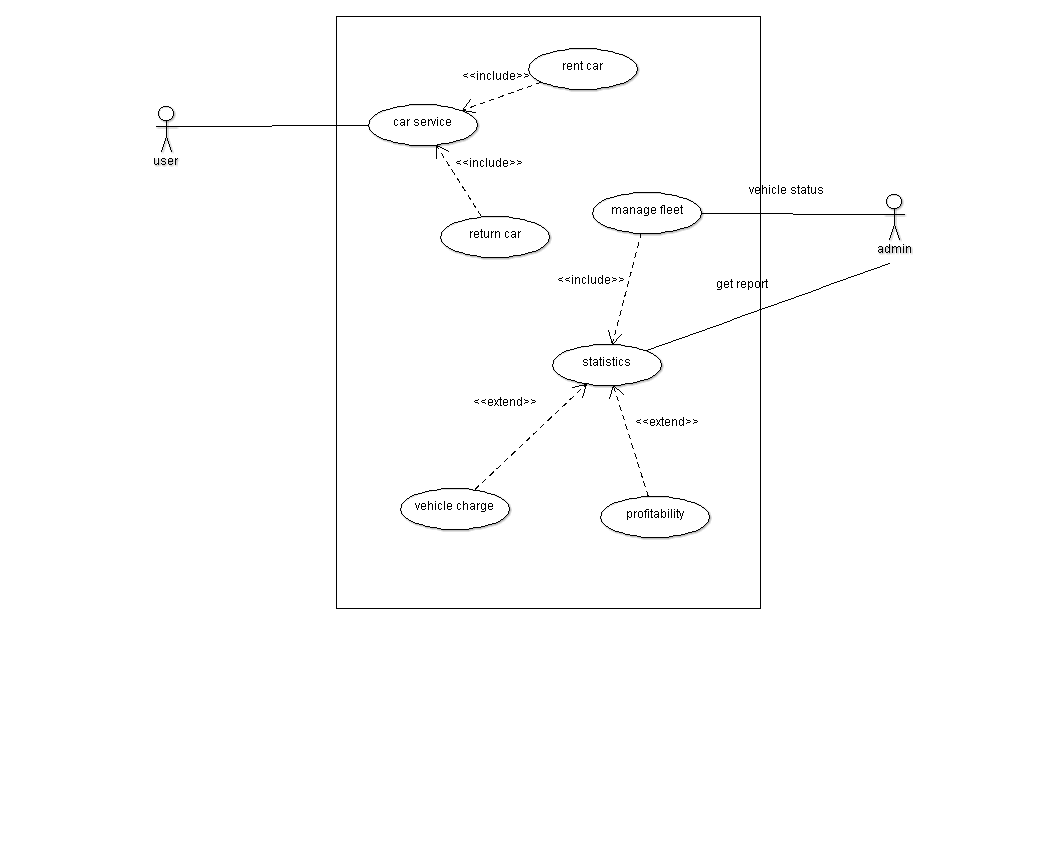 rent car
<<include>>
car service
user
<<include>>
vehicle status
manage fleet
return car
admin
<<include>>
get report
statistics
<<extend>>
<<extend>>
vehicle charge
profitability